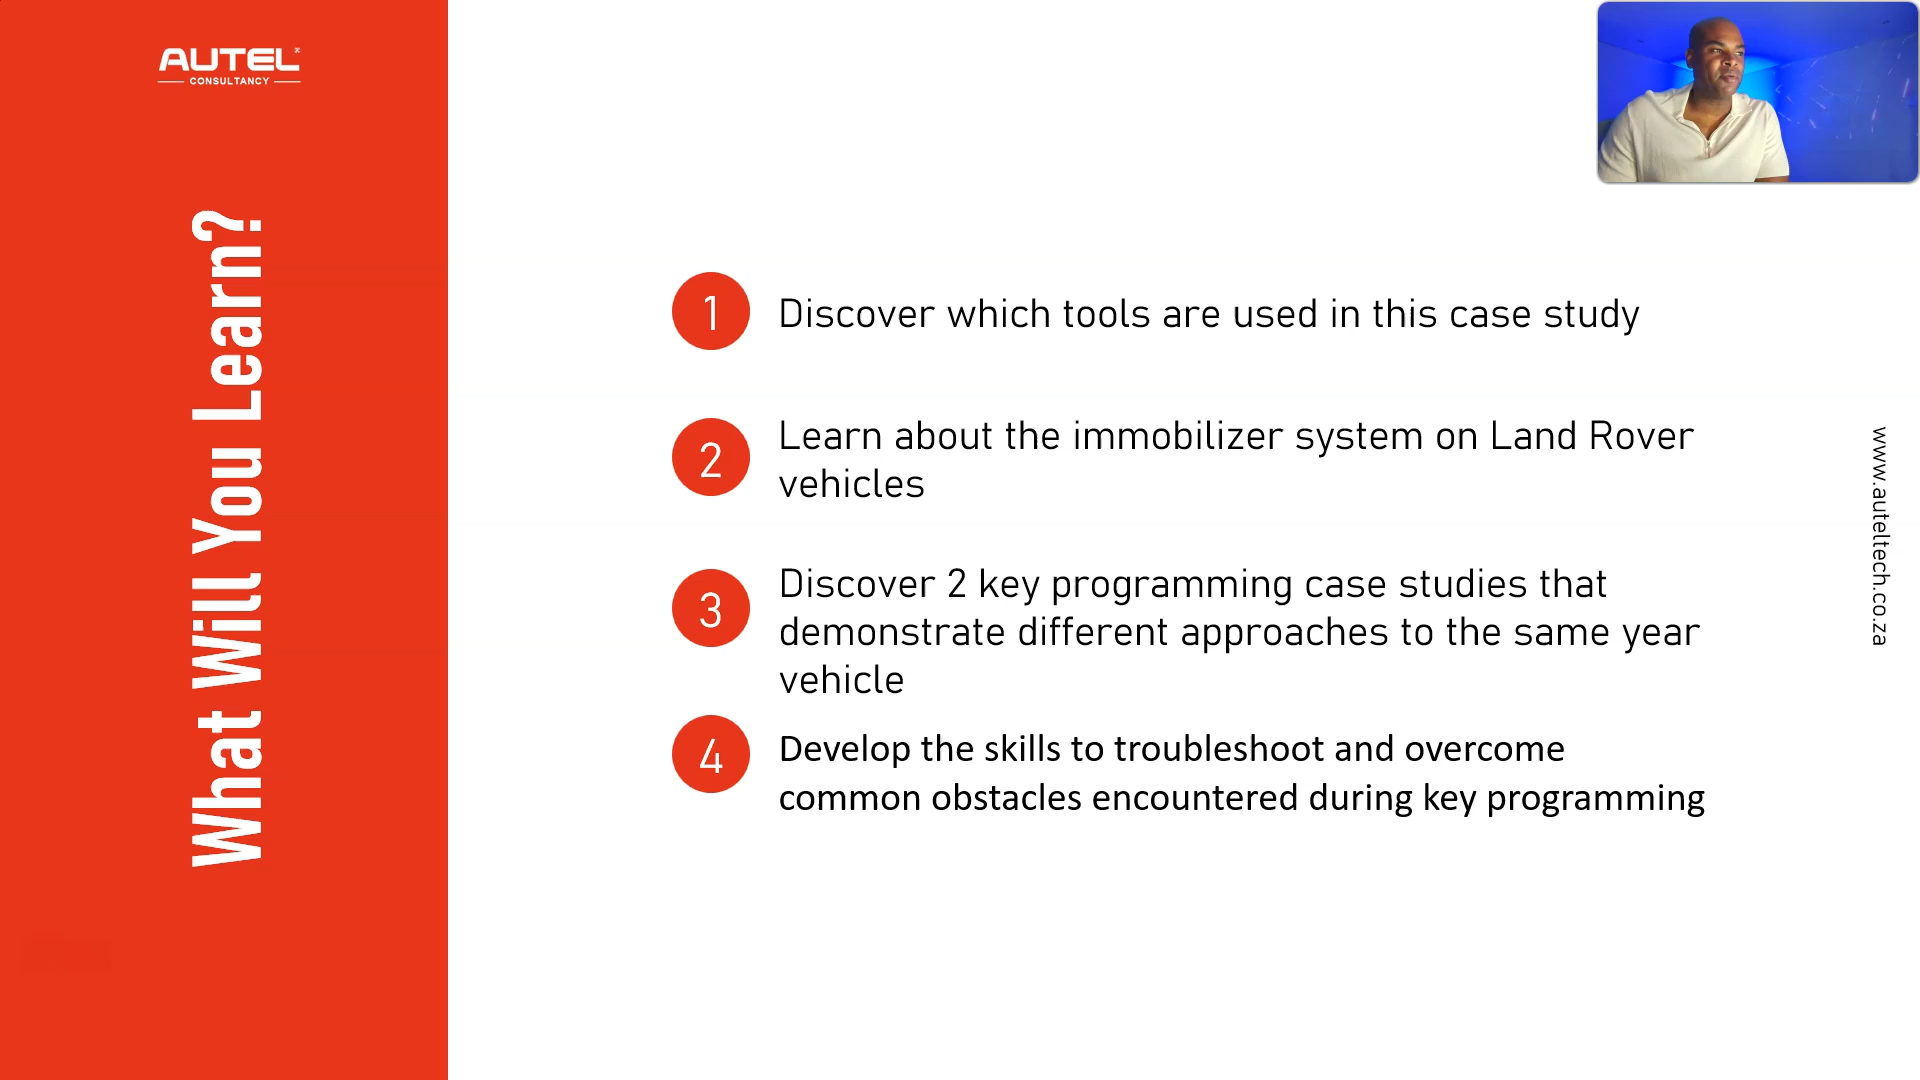 AUTEL®
CONSULTANCY
What Will You Learn?
1
Discover which tools are used in this case study
2
Learn about the immobilizer system on Land Rover
vehicles
3
Discover 2 key programming case studies that
demonstrate different approaches to the same year
vehicle
4
Develop the skills to troubleshoot and overcome
common obstacles encountered during key programming
www.auteltech.co.za